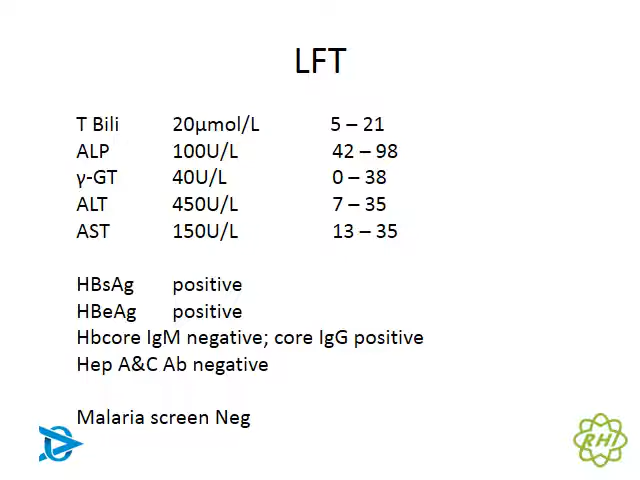 LFT
T Bili 20µmol/L 5 – 21
ALP 100U/L 42 – 98
γ-GT 40U/L 0 – 38
ALT 450U/L 7 – 35
AST 150U/L 13 – 35
HBsAg positive
HBeAg positive
Hbcore IgM negative; core IgG positive
Hep A&C Ab negative
Malaria screen Neg
RHI